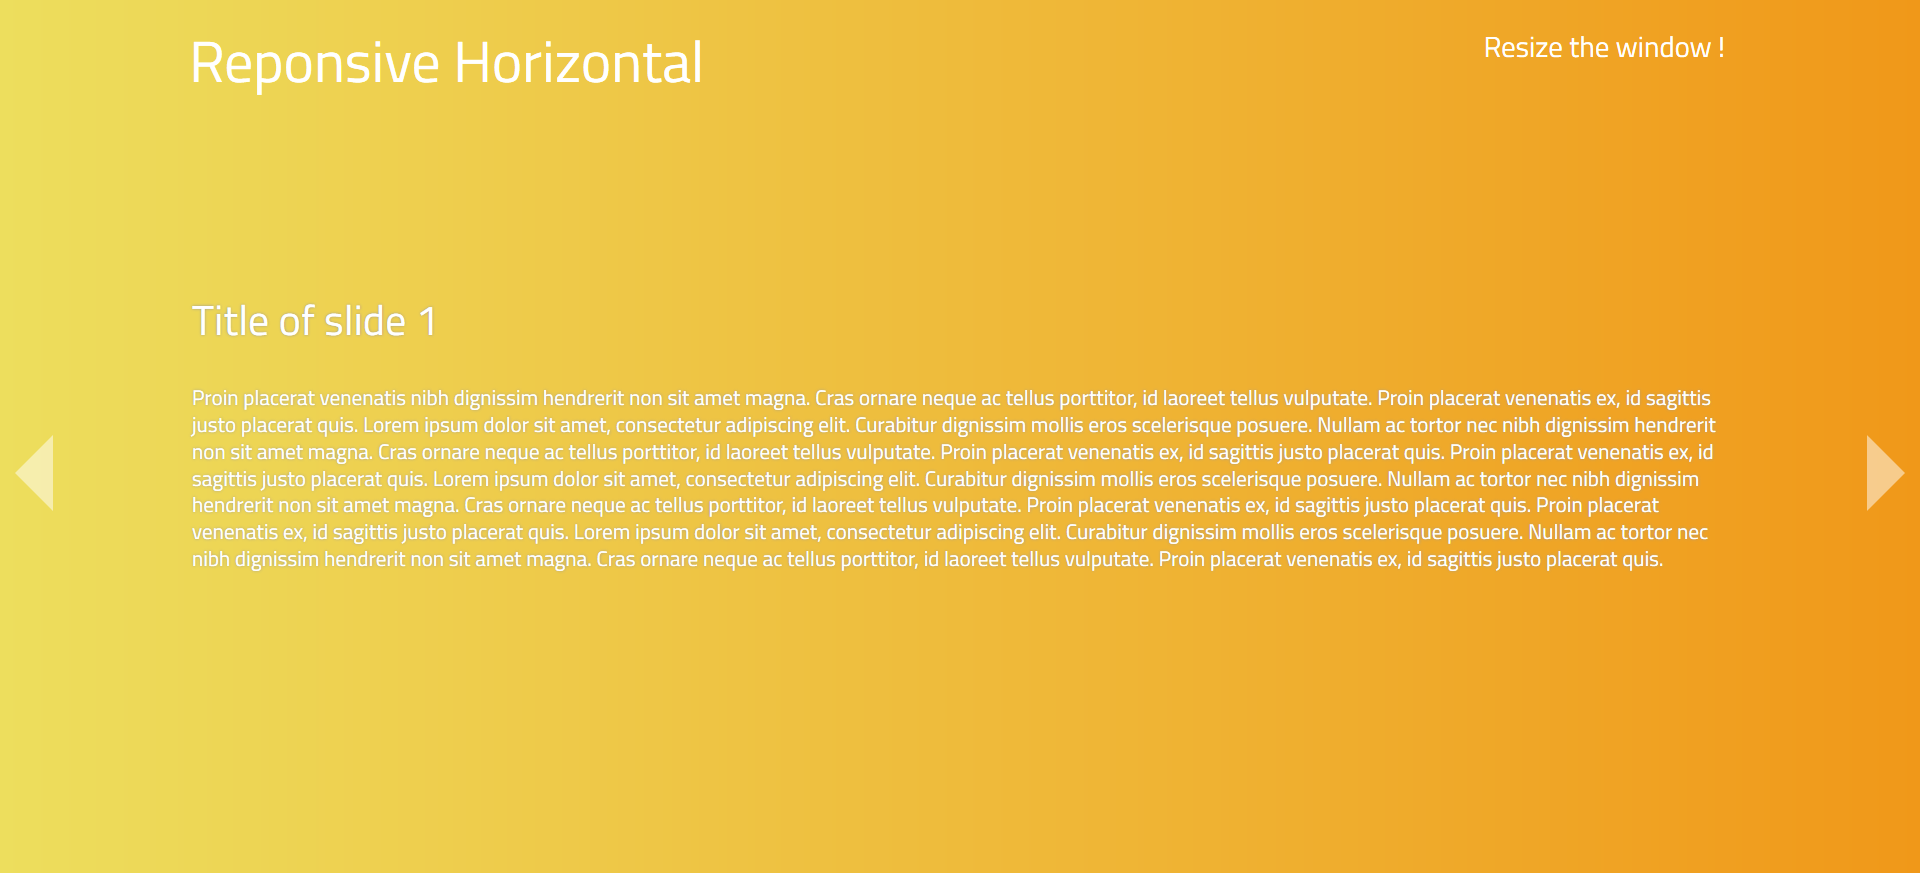 Reponsive Horizontal
Resize the window !
Title of slide 1
Proin placerat venenatis nibh dignissim hendrerit non sit amet magna. Cras ornare neque ac tellus porttitor, id laoreet tellus vulputate. Proin placerat venenatis ex, id sagittis
justo placerat quis. Lorem ipsum dolor sit amet, consectetur adipiscing elit. Curabitur dignissim mollis eros scelerisque posuere. Nullam ac tortor nec nibh dignissim hendrerit
non sit amet magna. Cras ornare neque ac tellus porttitor, id laoreet tellus vulputate. Proin placerat venenatis ex, id sagittis justo placerat quis. Proin placerat venenatis ex, id
sagittis justo placerat quis. Lorem ipsum dolor sit amet, consectetur adipiscing elit. Curabitur dignissim mollis eros scelerisque posuere. Nullam ac tortor nec nibh dignissim
hendrerit non sit amet magna. Cras ornare neque ac tellus porttitor, id laoreet tellus vulputate. Proin placerat venenatis ex, id sagittis justo placerat quis. Proin placerat
venenatis ex, id sagittis justo placerat quis. Lorem ipsum dolor sit amet, consectetur adipiscing elit. Curabitur dignissim mollis eros scelerisque posuere. Nullam ac tortor nec
nibh dignissim hendrerit non sit amet magna. Cras ornare neque ac tellus porttitor, id laoreet tellus vulputate. Proin placerat venenatis ex, id sagittis justo placerat quis.